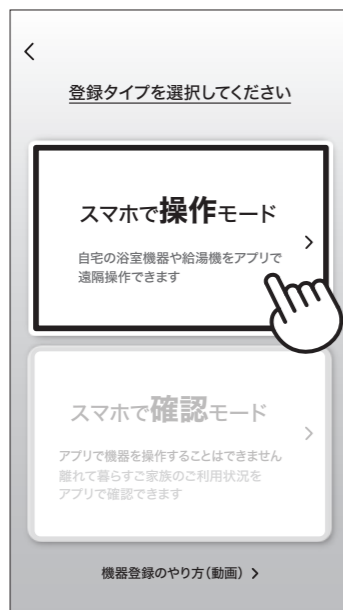 登録タイプを選択してください
スマホで操作モード
自宅の浴室機器や給湯機をアプリで
遠隔操作できます
スマホで確認モード
アプリで機器を操作することはできません
離れて暮らすご家族のご利用状況を
アプリで確認できます
機器登録のやり方(動画)